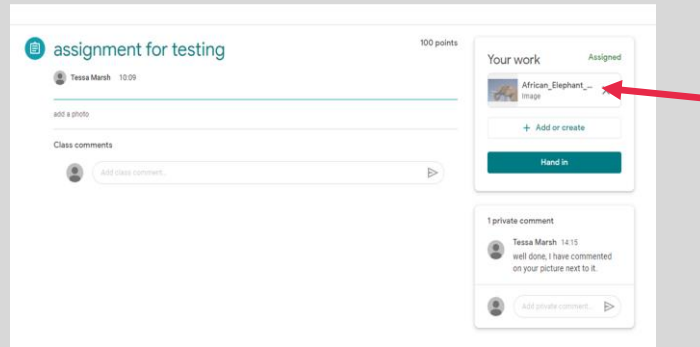 assignment for testing
100 points
Tessa Marsh 10:09
add a photo
Class comments
Add class comment...
Your work
Assigned
African_Elephant_...
Image
+ Add or create
Hand in
1 private comment
Tessa Marsh 14:15
well done, I have commented
on your picture next to it.
Add private comment...